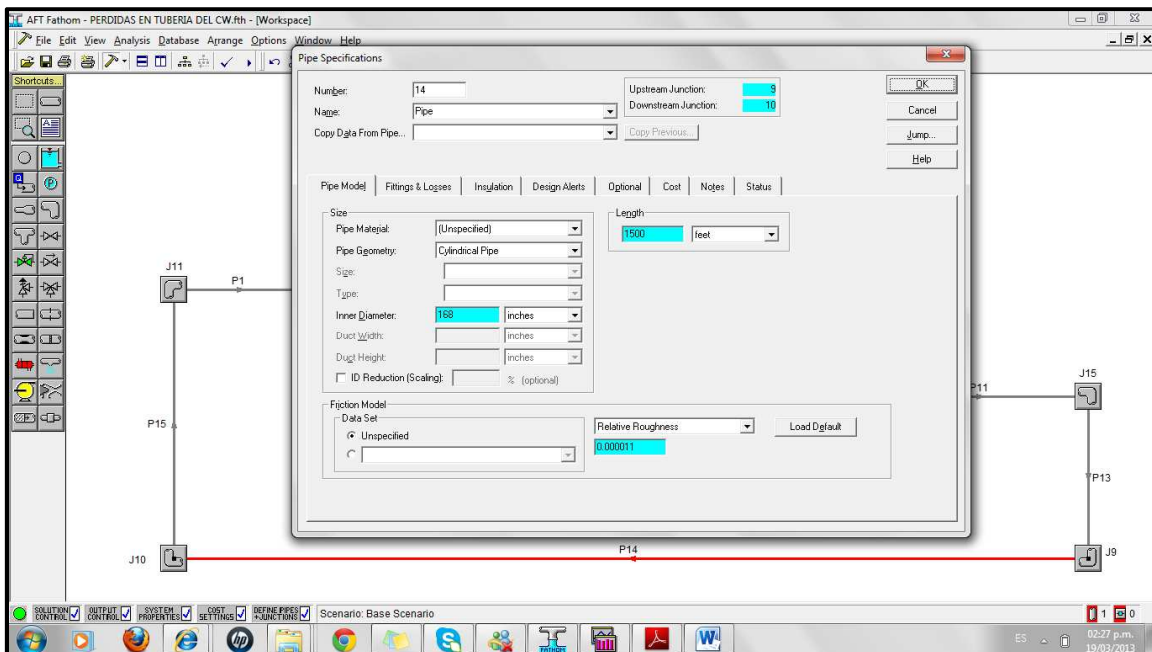 AFT Fathom - PERDIDAS EN TUBERIA DEL CW.fth - [Workspace]
File Edit View Analysis Database Arrange Options Window Help
Shortcuts...
Pipe Specifications
Number: 14
Name: Pipe
Copy Data From Pipe...
Copy Previous...
Upstream Junction: 9
Downstream Junction: 10
OK
Cancel
Jump...
Help
Pipe Model Fittings & Losses Insulation Design Alerts Optional Cost Notes Status
Size
Pipe Material: (Unspecified)
Pipe Geometry: Cylindrical Pipe
Size:
Type:
Inner Diameter: 168 inches
Duct Width: inches
Duct Height: inches
ID Reduction (Scaling): % (optional)
Length
1500 feet
Friction Model
Data Set
Unspecified
Relative Roughness
Load Default
0.000011
J11
P1
P15
J10
P14
P11
J15
P13
J9
SOLUTION CONTROL OUTPUT CONTROL SYSTEM PROPERTIES COST SETTINGS DEFINE PIPES +JUNCTIONS Scenario: Base Scenario 1 0
hp
FATHOM
ES 02:27 p.m.
19/03/2013